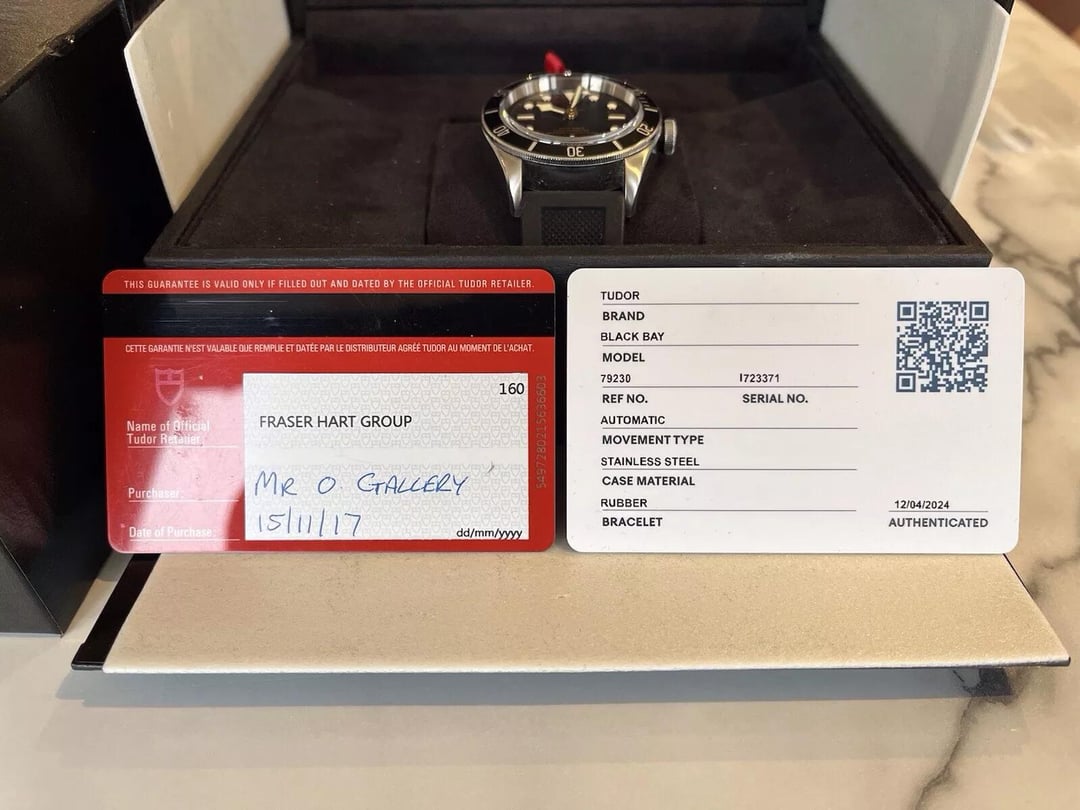 THIS GUARANTEE IS VALID ONLY IF FILLED OUT AND DATED BY THE OFFICIAL TUDOR RETAILER.
CETTE GARANTIE N'EST VALABLE QUE REMPLIE ET DATÉE PAR LE DISTRIBUTEUR AGRÉÉ TUDOR AU MOMENT DE L'ACHAT.
160
Name of Official
Tudor Retailer:
FRASER HART GROUP
Purchaser:
MR O. GALLERY
Date of Purchase:
15/11/17
dd/mm/yyyy
5497280215636603
TUDOR
BRAND
BLACK BAY
MODEL
79230 I723371
REF NO. SERIAL NO.
AUTOMATIC
MOVEMENT TYPE
STAINLESS STEEL
CASE MATERIAL
RUBBER
BRACELET
12/04/2024
AUTHENTICATED
40
30
20